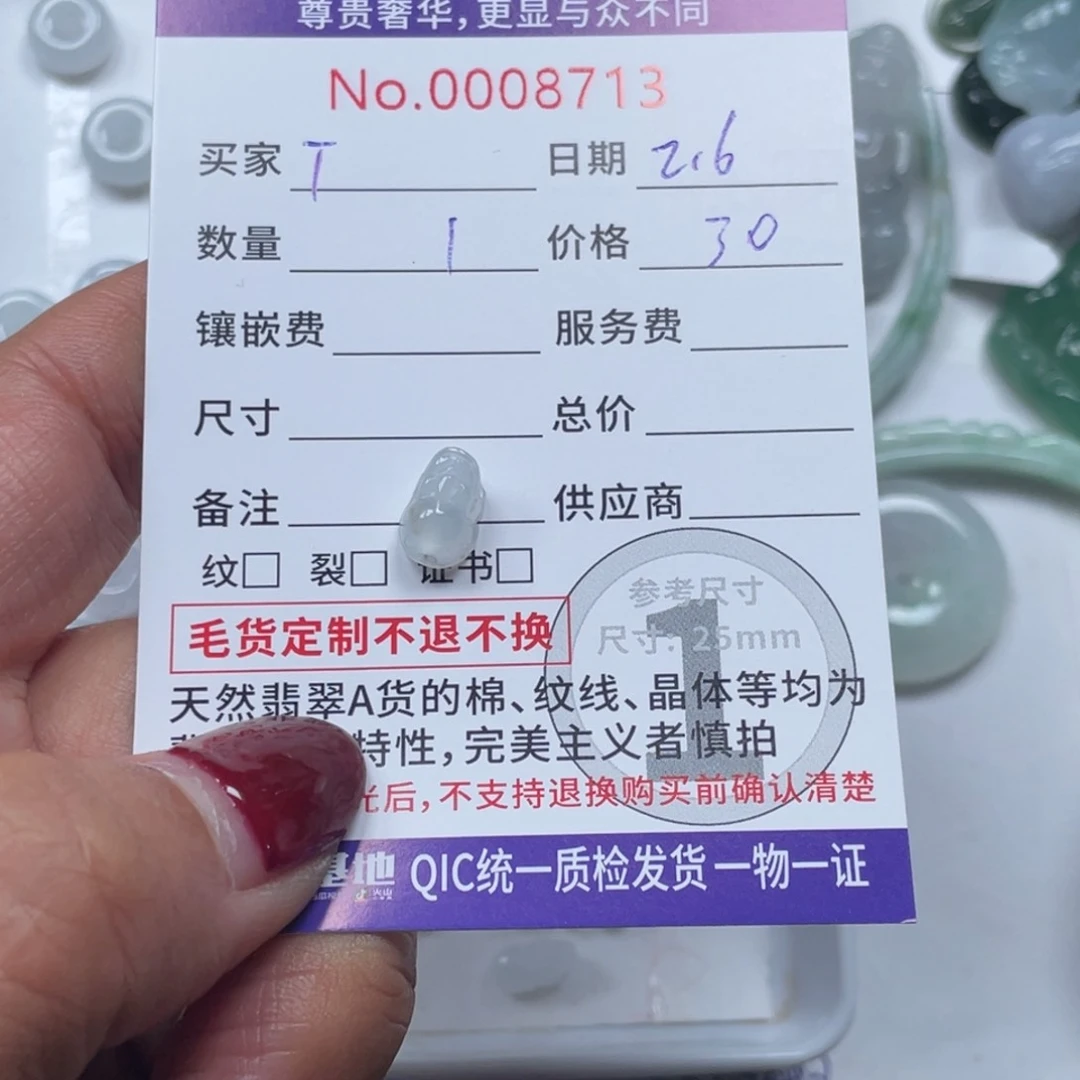 尊贵奢华,更显与众不同
No.0008713
买家 T 日期 2.6
数量 1 价格 30
镶嵌费 服务费
尺寸 总价
备注 供应商
纹□ 裂□ 证书□
参考尺寸
尺寸: 25mm
1
毛货定制不退不换
天然翡翠A货的棉、纹线、晶体等均为
特性,完美主义者慎拍
光后,不支持退换购买前确认清楚
基地 QIC统一质检发货一物一证